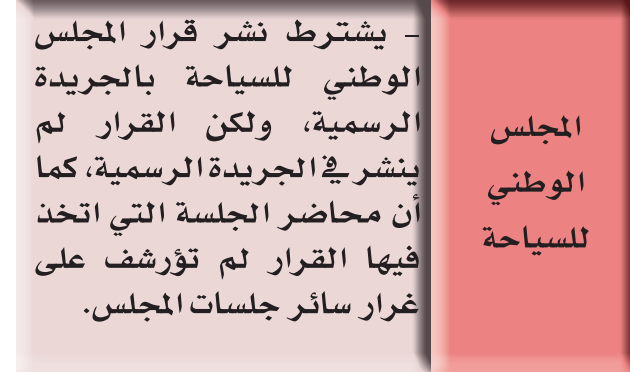 المجلس
الوطني
للسياحة
– يشترط نشر قرار المجلس
الوطني للسياحة بالجريدة
الرسمية، ولكن القرار لم
ينشر في الجريدة الرسمية، كما
أن محاضر الجلسة التي اتخذ
فيها القرار لم تؤرشف على
غرار سائر جلسات المجلس.